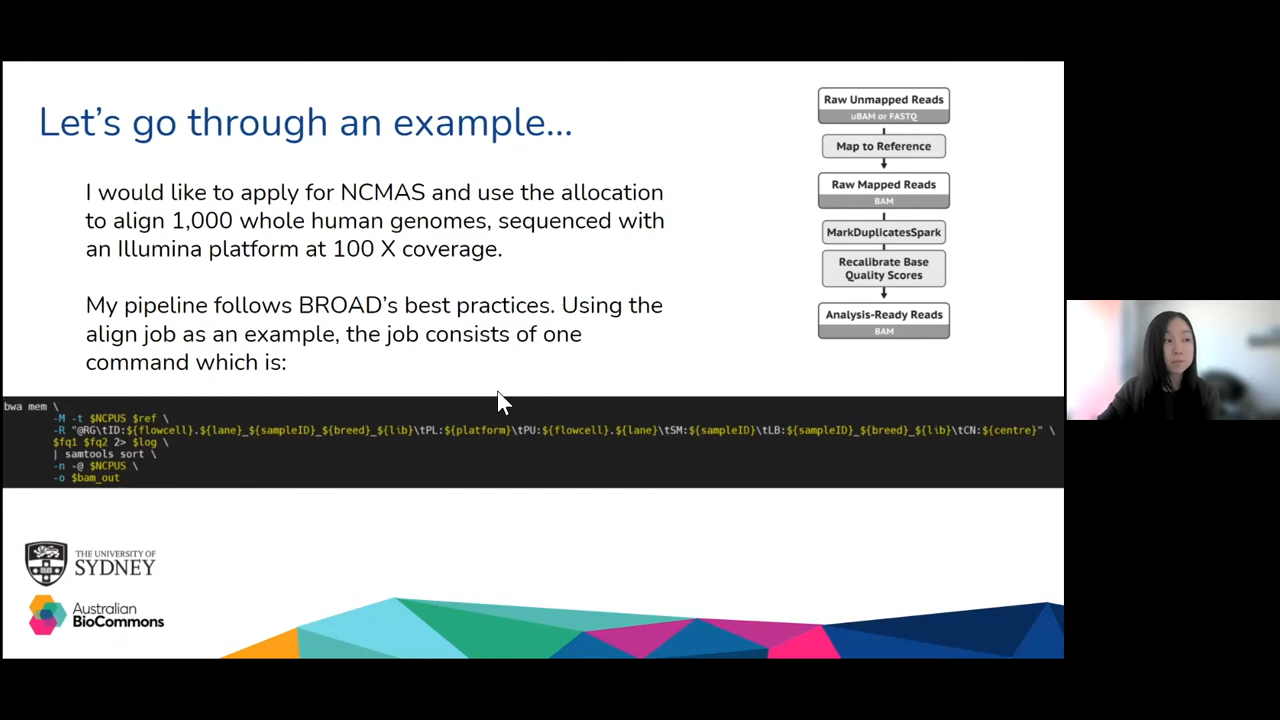 Let's go through an example...
I would like to apply for NCMAS and use the allocation
to align 1,000 whole human genomes, sequenced with
an Illumina platform at 100 X coverage.
My pipeline follows BROAD's best practices. Using the
align job as an example, the job consists of one
command which is:
Raw Unmapped Reads
uBAM or FASTQ
Map to Reference
Raw Mapped Reads
BAM
MarkDuplicatesSpark
Recalibrate Base
Quality Scores
Analysis-Ready Reads
BAM
bwa mem \
-M -t $NCPUS $ref \
-R "@RG\tID:${flowcell}.${lane}_${sampleID}_${breed}_${lib}\tPL:${platform}\tPU:${flowcell}.${lane}\tSM:${sampleID}\tLB:${sampleID}_${breed}_${lib}\tCN:${centre}" \
$fq1 $fq2 2> $log \
| samtools sort \
-n -@ $NCPUS \
-o $bam_out
THE UNIVERSITY OF
SYDNEY
Australian
BioCommons